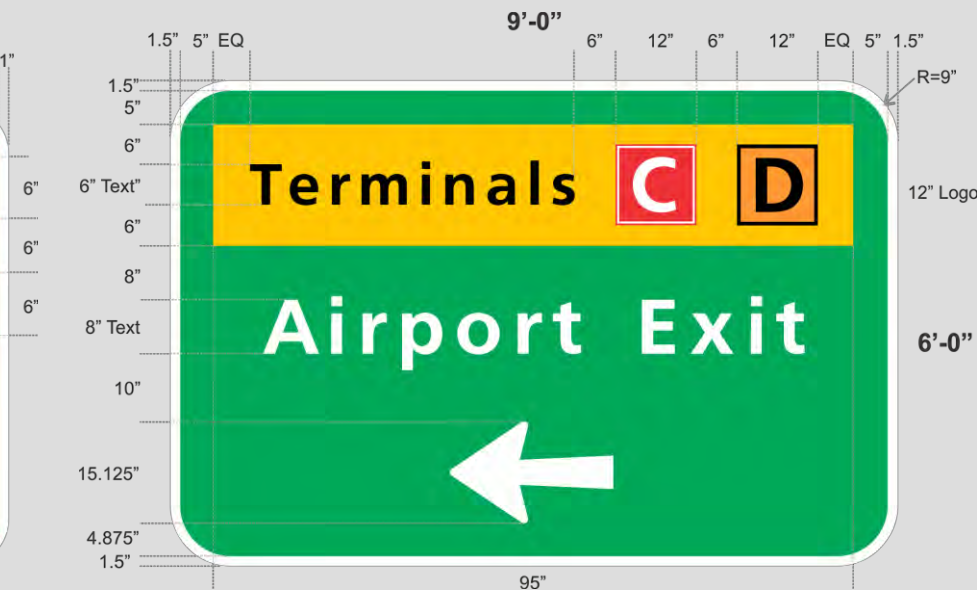 9’-0”
1.5” 5” EQ 6” 12” 6” 12” EQ 5” 1.5”
1”
R=9”
1.5”
5”
6”
6” Text”
6”
8”
8” Text
10”
15.125”
4.875”
1.5”
6”
6”
6”
Terminals C D
12” Logo
Airport Exit
6’-0”
95”